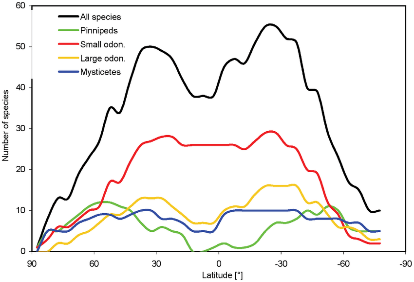 60
50
40
30
20
10
0
Number of species
All species
Pinnipeds
Small odon.
Large odon.
Mysticetes
90 60 30 0 -30 -60 -90
Latitude [°]